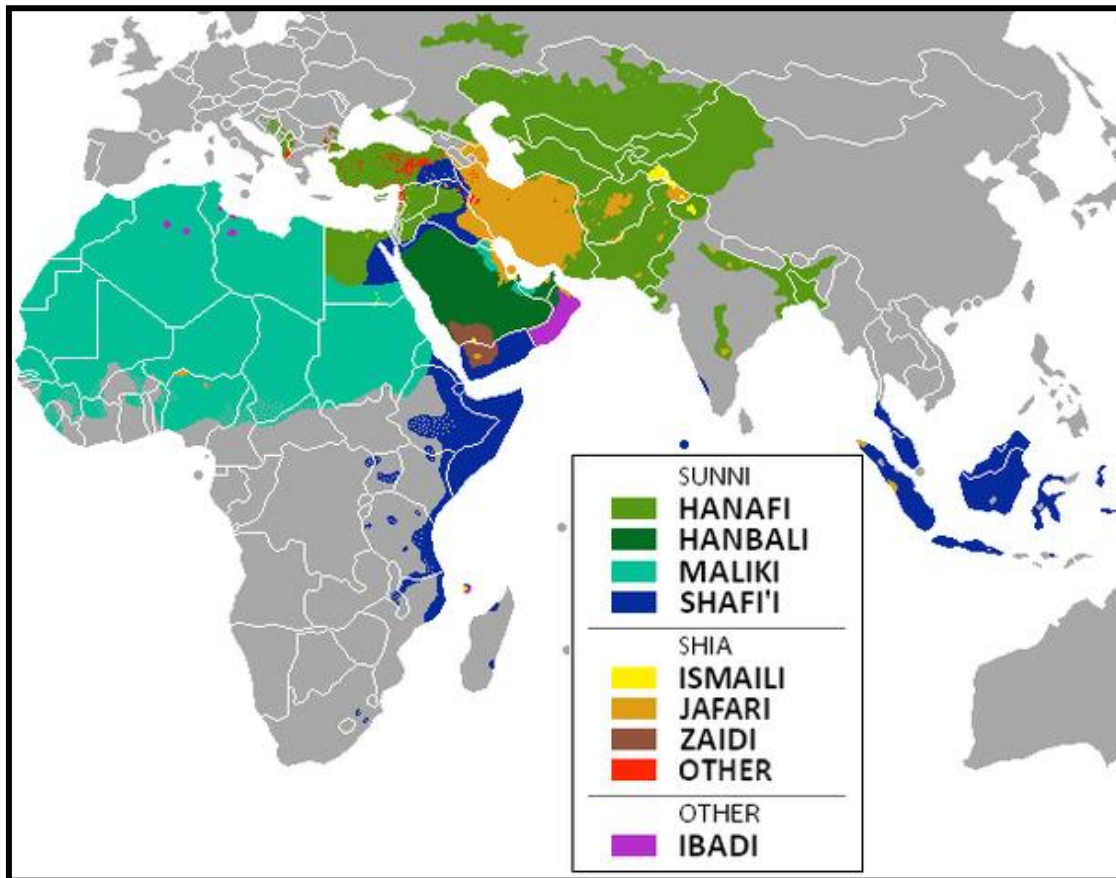 SUNNI
HANAFI
HANBALI
MALIKI
SHAFI'I
SHIA
ISMAILI
JAFARI
ZAIDI
OTHER
OTHER
IBADI